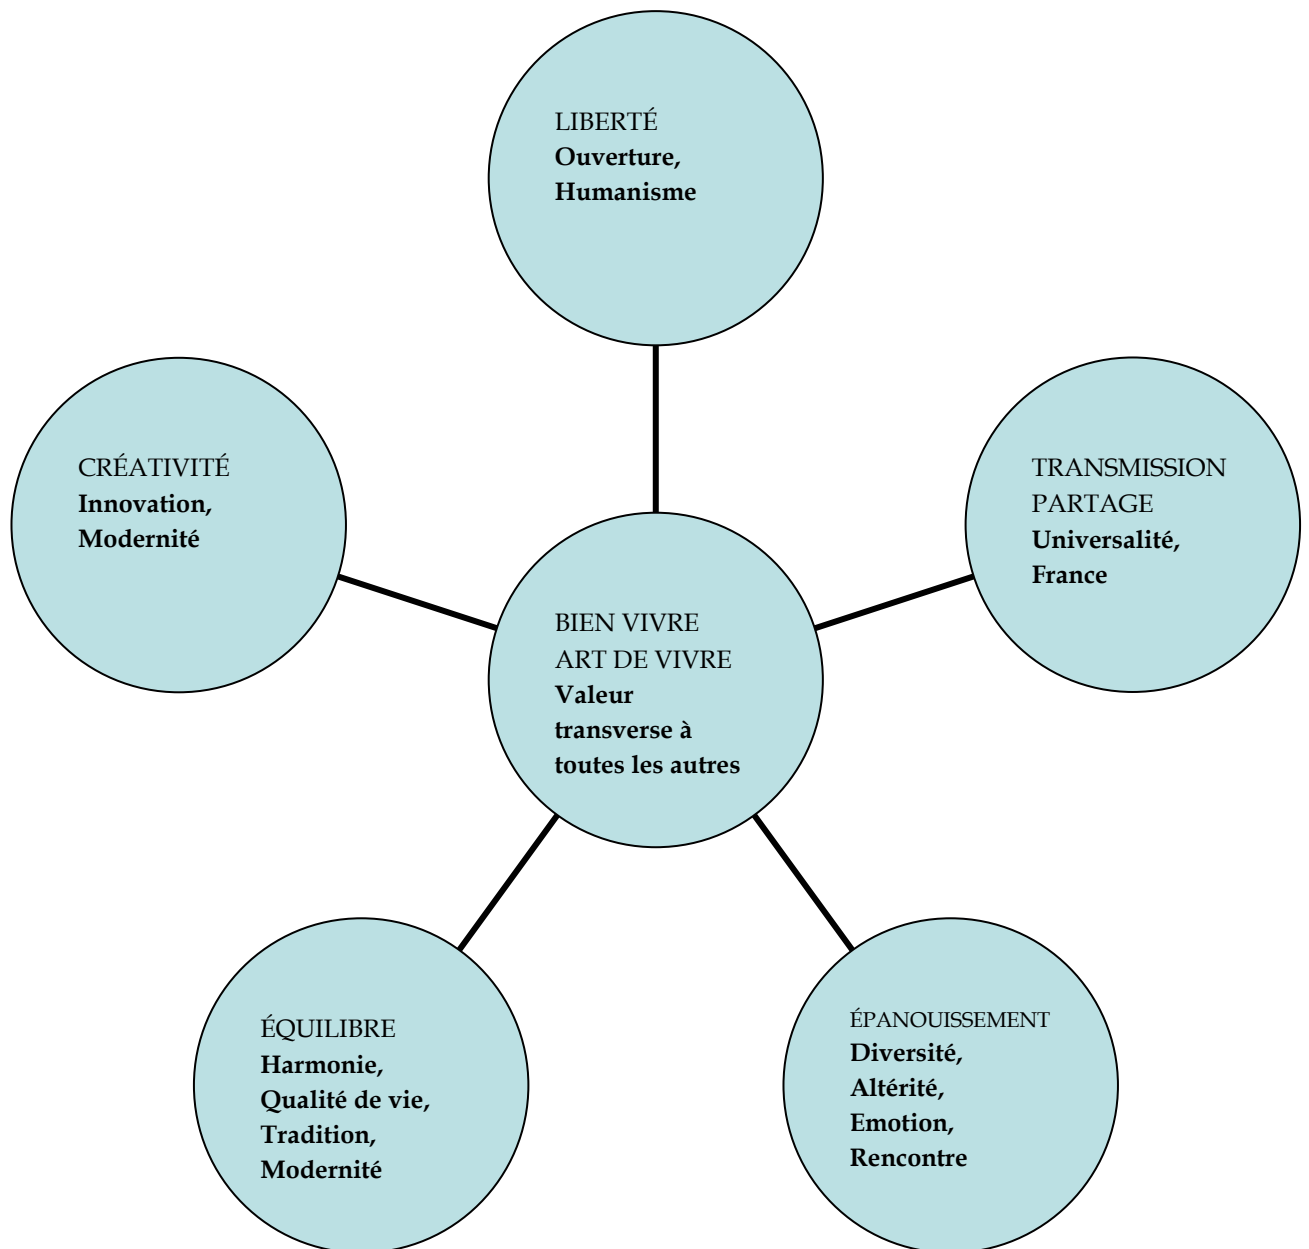 LIBERTÉ
Ouverture,
Humanisme
CRÉATIVITÉ
Innovation,
Modernité
TRANSMISSION
PARTAGE
Universalité,
France
BIEN VIVRE
ART DE VIVRE
Valeur
transverse à
toutes les autres
ÉQUILIBRE
Harmonie,
Qualité de vie,
Tradition,
Modernité
ÉPANOUISSEMENT
Diversité,
Altérité,
Emotion,
Rencontre